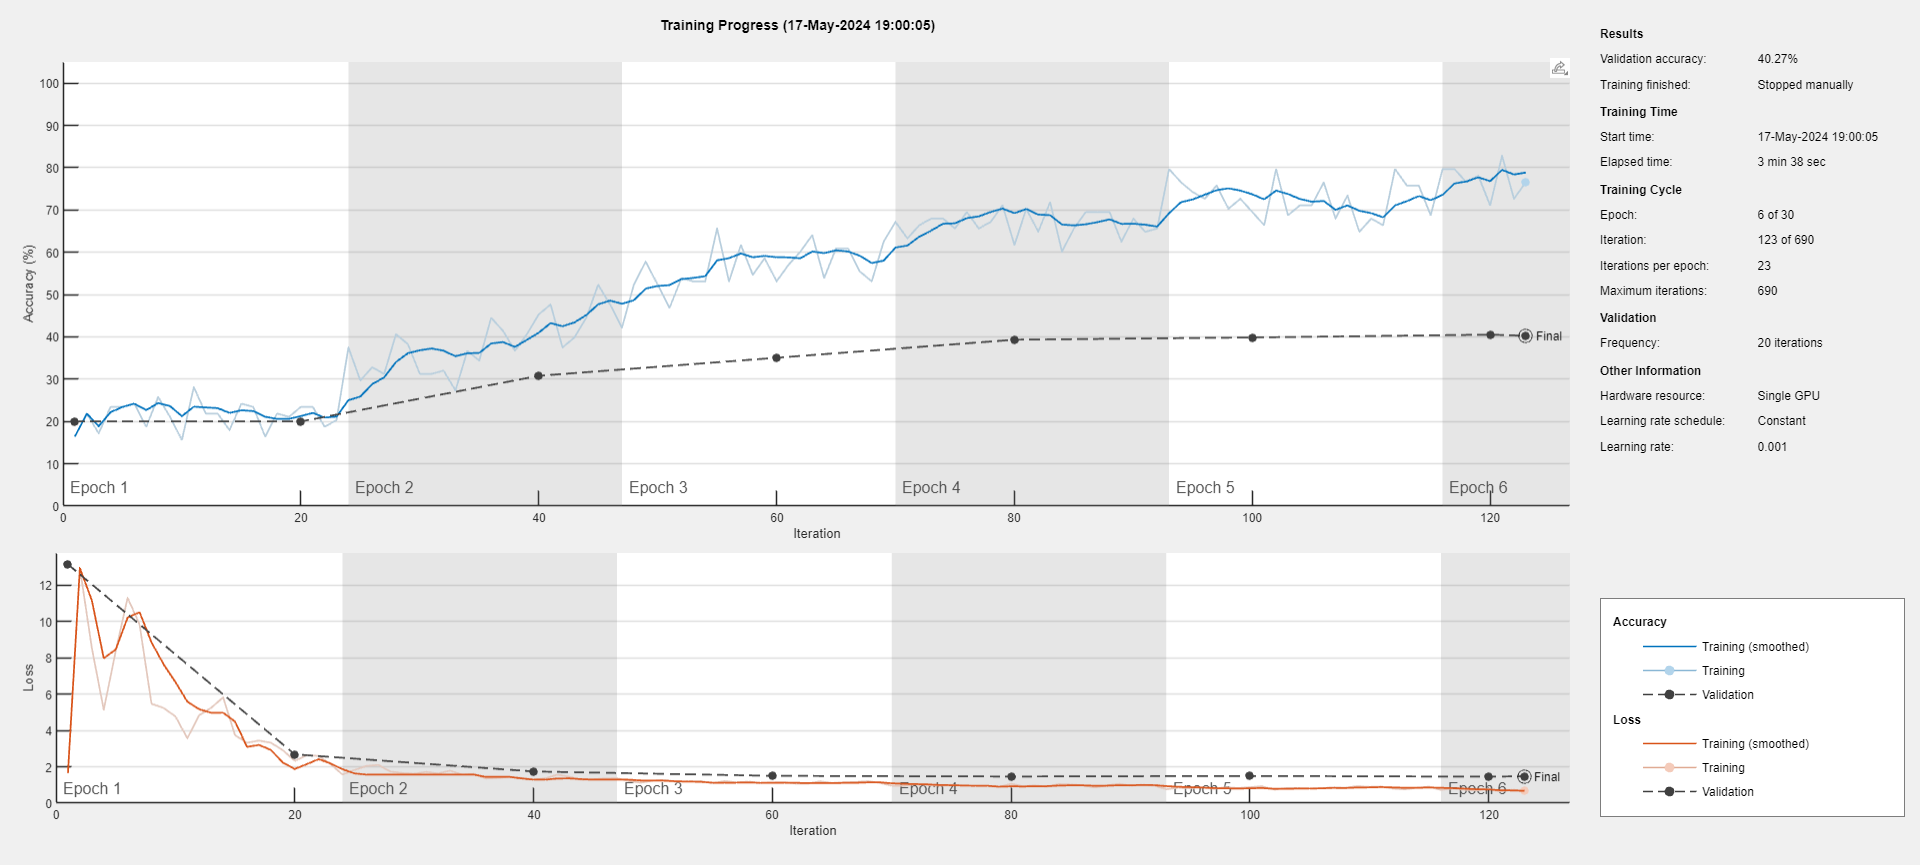 Training Progress (17-May-2024 19:00:05)
100
90
80
70
60
50
40
30
20
10
0
Accuracy (%)
Final
Epoch 1 Epoch 2 Epoch 3 Epoch 4 Epoch 5 Epoch 6
0 20 40 60 80 100 120
Iteration
12
10
8
6
4
2
0
Loss
Final
Epoch 1 Epoch 2 Epoch 3 Epoch 4 Epoch 5 Epoch 6
0 20 40 60 80 100 120
Iteration
Results
Validation accuracy: 40.27%
Training finished: Stopped manually
Training Time
Start time: 17-May-2024 19:00:05
Elapsed time: 3 min 38 sec
Training Cycle
Epoch: 6 of 30
Iteration: 123 of 690
Iterations per epoch: 23
Maximum iterations: 690
Validation
Frequency: 20 iterations
Other Information
Hardware resource: Single GPU
Learning rate schedule: Constant
Learning rate: 0.001
Accuracy
Training (smoothed)
Training
Validation
Loss
Training (smoothed)
Training
Validation